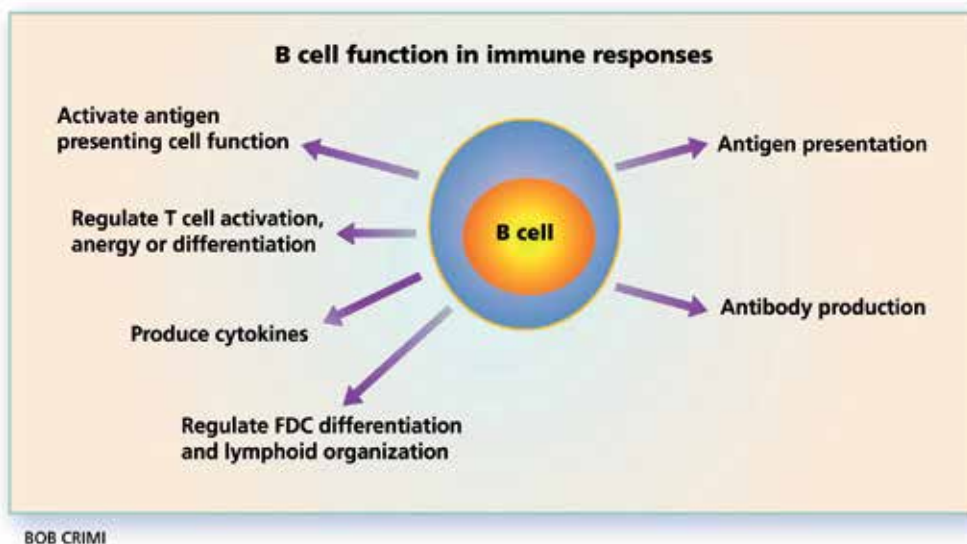 B cell function in immune responses
Activate antigen
presenting cell function
Regulate T cell activation,
anergy or differentiation
Produce cytokines
Regulate FDC differentiation
and lymphoid organization
B cell
Antigen presentation
Antibody production
BOB CRIMI